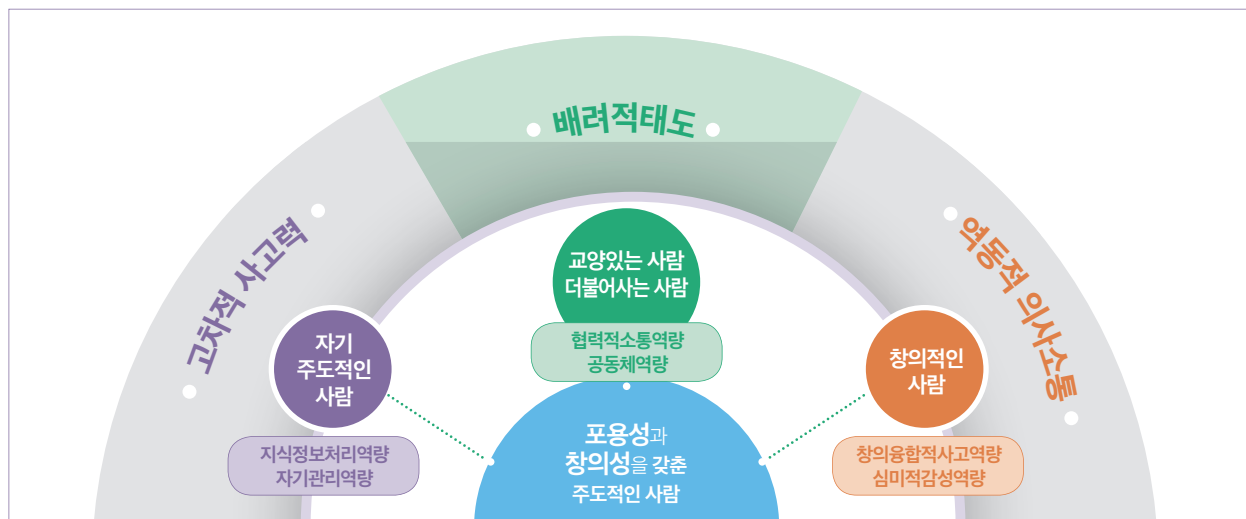 배려적태도
고차적 사고력
역동적 의사소통
교양있는 사람
더불어사는 사람
협력적소통역량
공동체역량
자기
주도적인
사람
지식정보처리역량
자기관리역량
창의적인
사람
창의융합적사고역량
심미적감성역량
포용성과
창의성을 갖춘
주도적인 사람